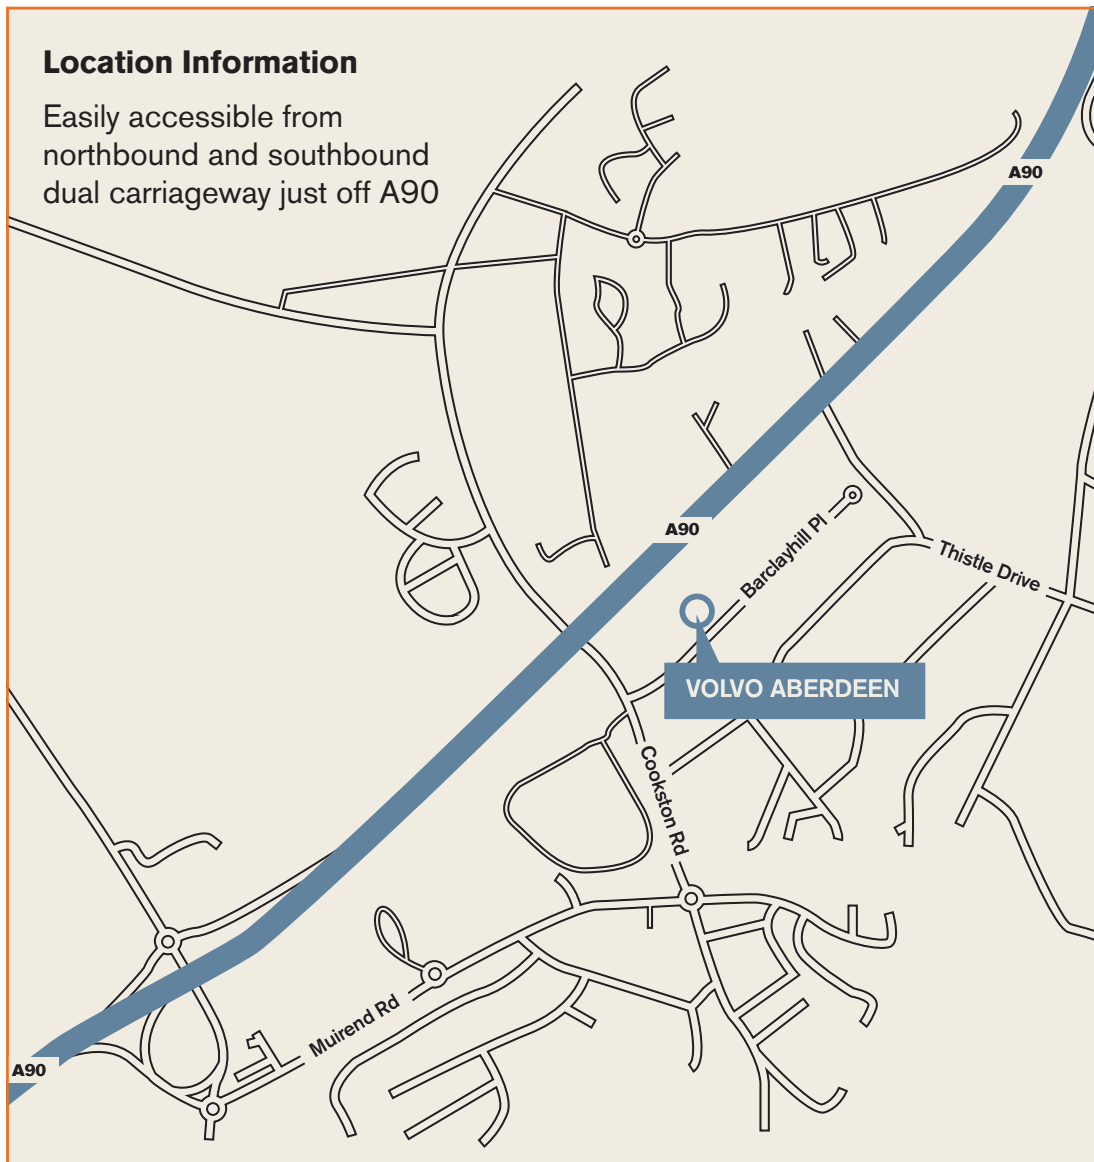 Location Information
Easily accessible from
northbound and southbound
dual carriageway just off A90
A90
A90
Barclayhill Pl
Thistle Drive
VOLVO ABERDEEN
Cookston Rd
Muirend Rd
A90